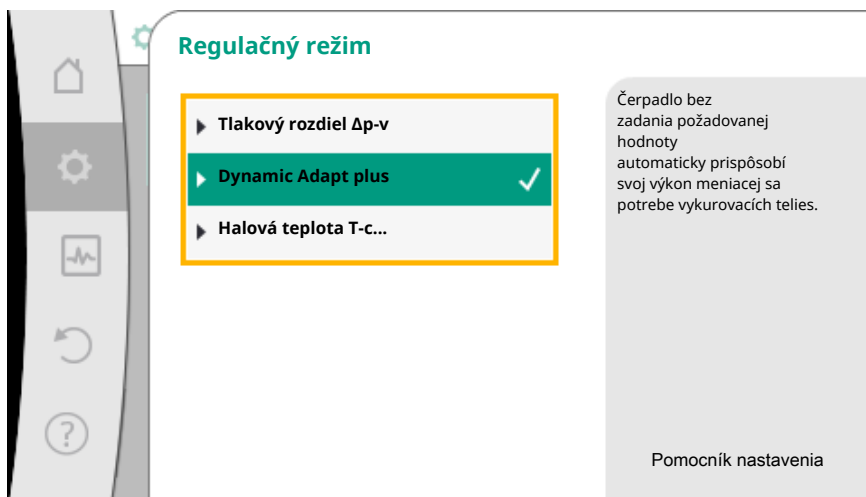 Regulačný režim
Tlakový rozdiel Δp-v
Dynamic Adapt plus
Halová teplota T-c...
Čerpadlo bez
zadania požadovanej
hodnoty
automaticky prispôsobí
svoj výkon meniacej sa
potrebe vykurovacích telies.
Pomocník nastavenia